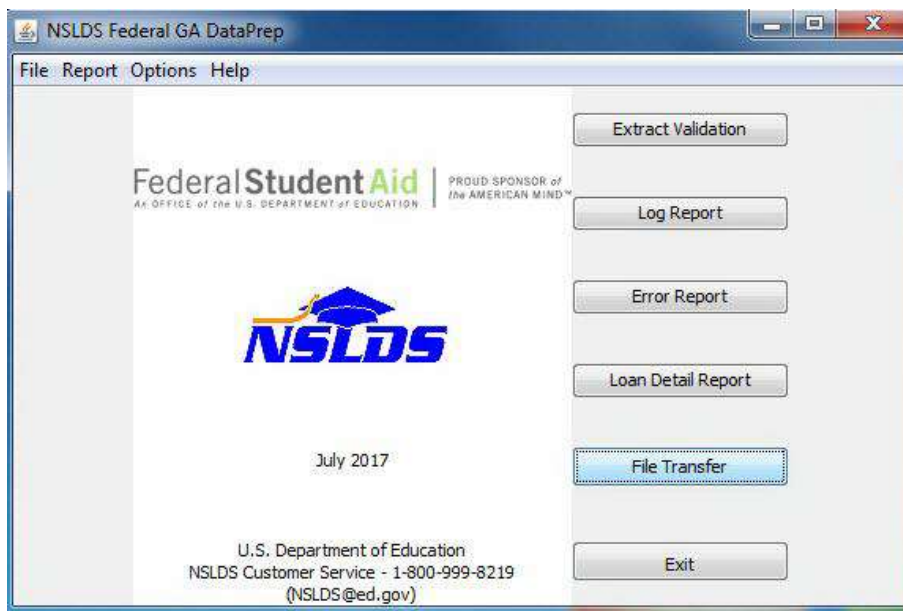 NSLDS Federal GA DataPrep
File Report Options Help
Extract Validation
Federal Student Aid
AN OFFICE of the U.S. DEPARTMENT of EDUCATION
PROUD SPONSOR of
the AMERICAN MIND™
Log Report
Error Report
NSLDS
Loan Detail Report
July 2017
File Transfer
U.S. Department of Education
NSLDS Customer Service - 1-800-999-8219
(NSLDS@ed.gov)
Exit